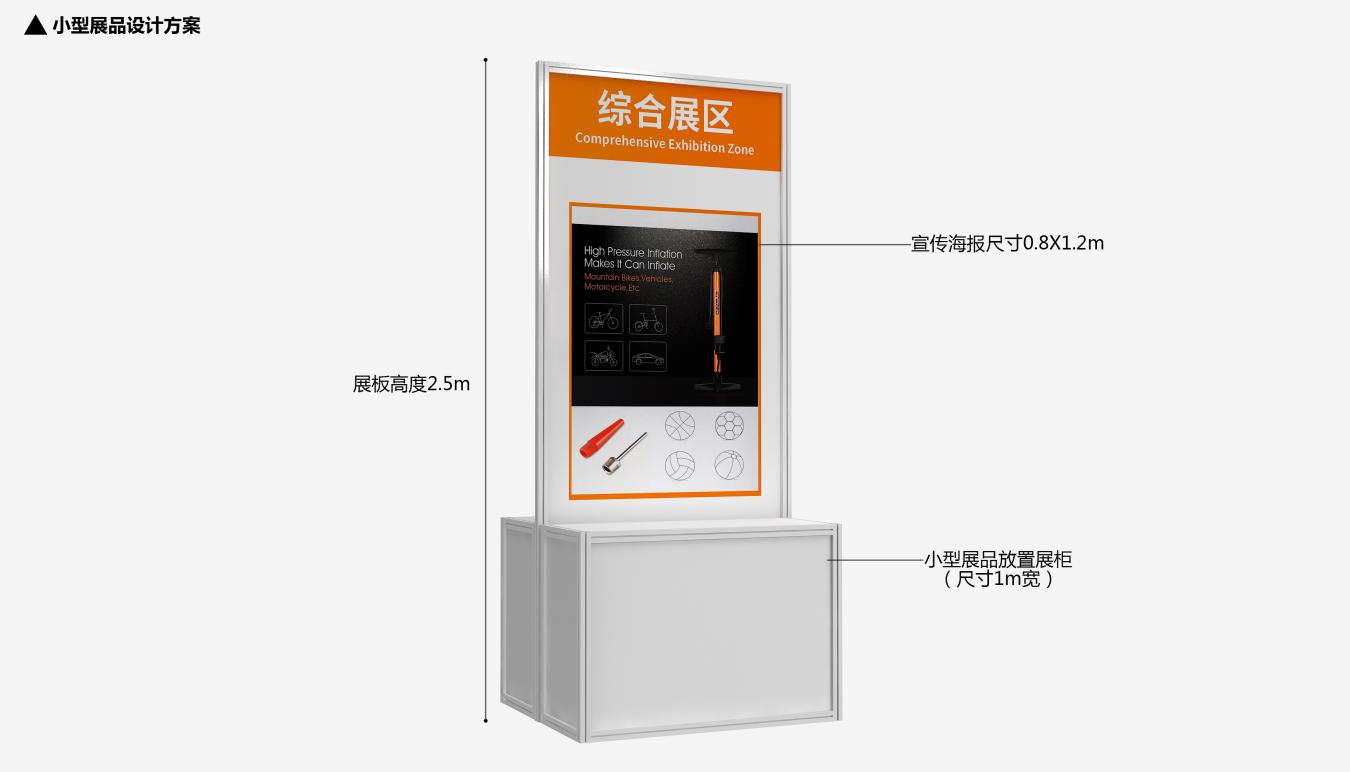 ▲小型展品设计方案
综合展区
Comprehensive Exhibition Zone
High Pressure Inflation
Makes It Can Inflate
Mountain Bikes,Vehicles,
Motorcycle,Etc
宣传海报尺寸0.8X1.2m
展板高度2.5m
小型展品放置展柜
（尺寸1m宽）